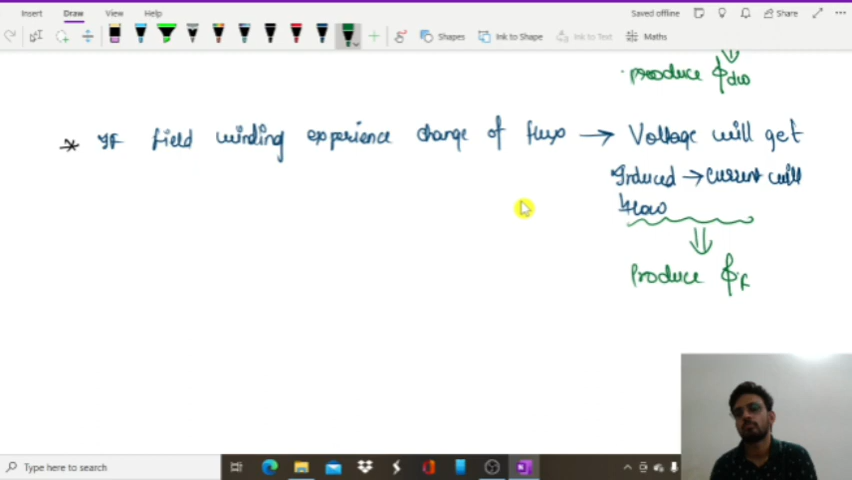 Insert Draw View Help Saved offline Share
Shapes Ink to Shape Ink to Text Maths
produce ϕdw
* If field winding experience change of flux → Voltage will get
Induced → current will
flow
⇓
Produce ϕf
Type here to search